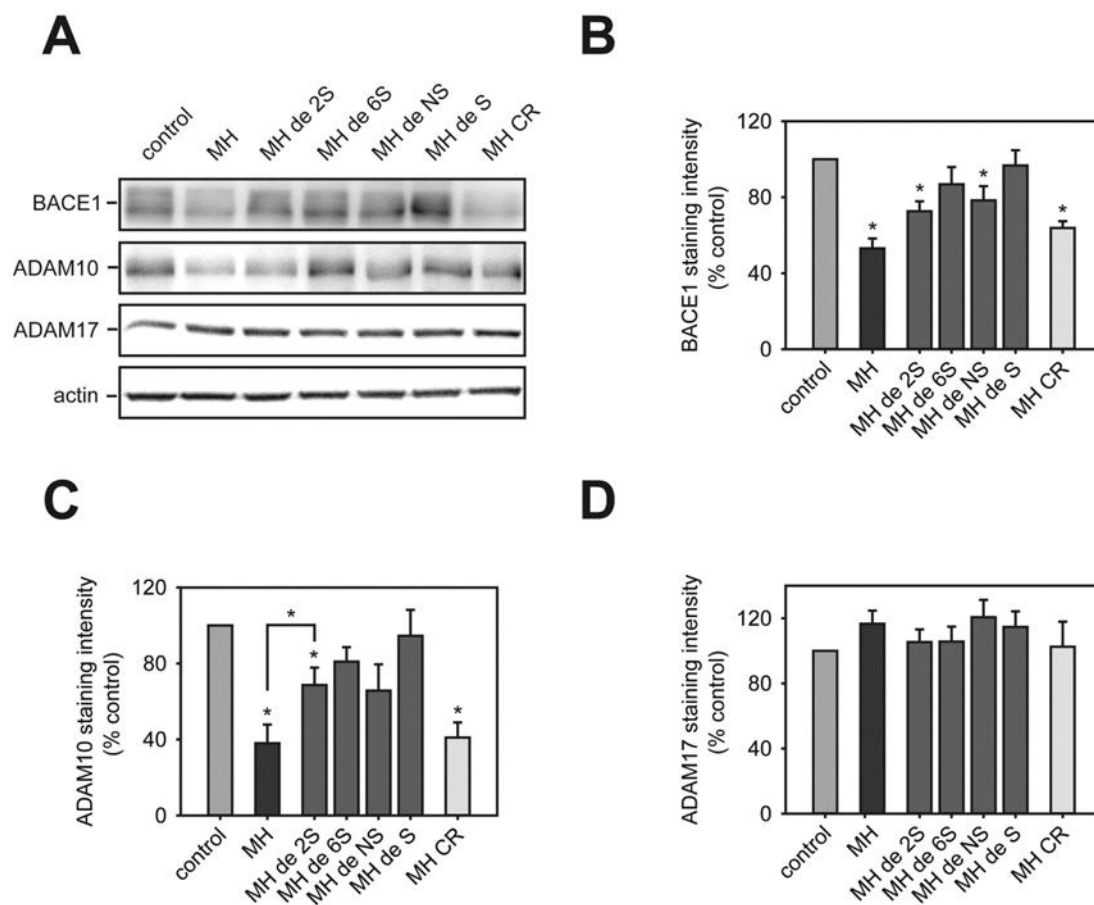 A
control
MH
MH de 2S
MH de 6S
MH de NS
MH de S
MH CR
BACE1
ADAM10
ADAM17
actin
B
BACE1 staining intensity
(% control)
120
80
40
0
*
*
*
*
control
MH
MH de 2S
MH de 6S
MH de NS
MH de S
MH CR
C
ADAM10 staining intensity
(% control)
120
80
40
0
*
*
*
*
control
MH
MH de 2S
MH de 6S
MH de NS
MH de S
MH CR
D
ADAM17 staining intensity
(% control)
120
80
40
0
control
MH
MH de 2S
MH de 6S
MH de NS
MH de S
MH CR